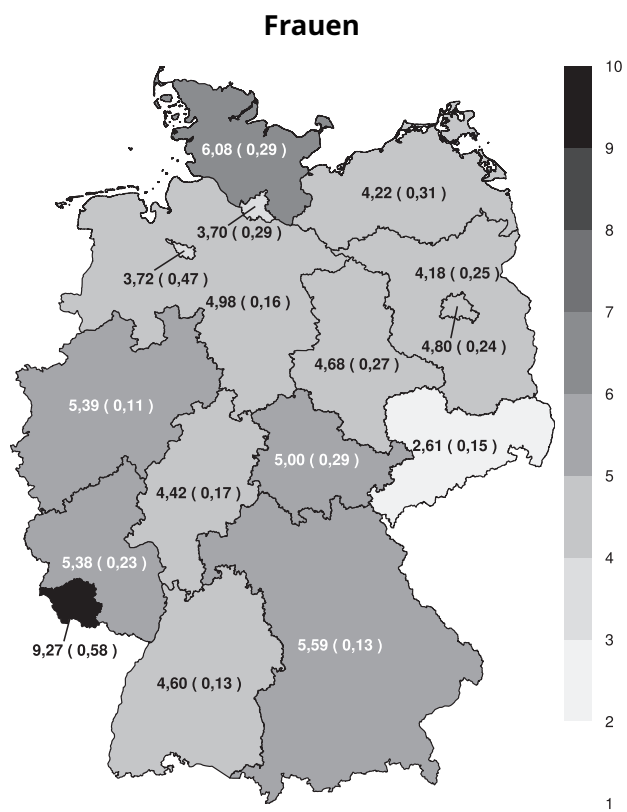 Frauen
10
9
8
7
6
5
4
3
2
1
6,08 ( 0,29 )
4,22 ( 0,31 )
3,70 ( 0,29 )
3,72 ( 0,47 )
4,18 ( 0,25 )
4,98 ( 0,16 )
4,80 ( 0,24 )
4,68 ( 0,27 )
5,39 ( 0,11 )
2,61 ( 0,15 )
5,00 ( 0,29 )
4,42 ( 0,17 )
5,38 ( 0,23 )
9,27 ( 0,58 )
5,59 ( 0,13 )
4,60 ( 0,13 )